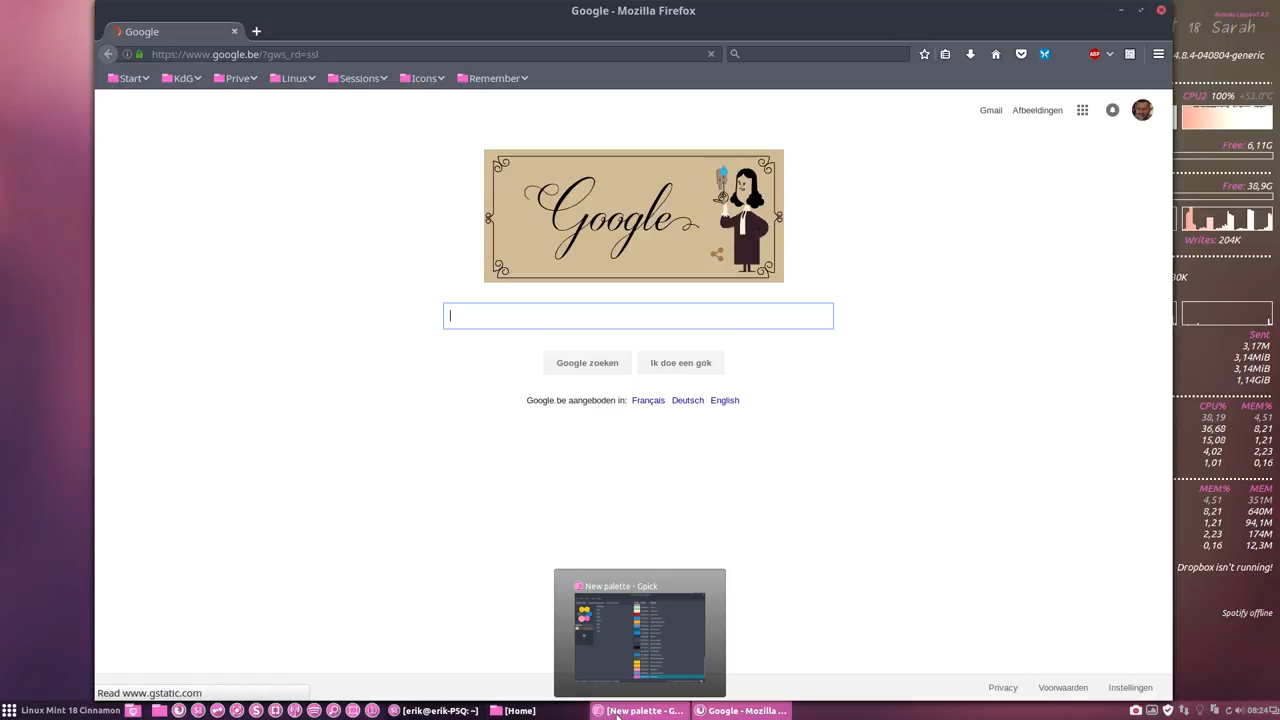 Google - Mozilla Firefox
Google
https://www.google.be/?gws_rd=ssl
Start
KdG
Prive
Linux
Sessions
Icons
Remember
ABP
Gmail
Afbeeldingen
Google
Google zoeken
Ik doe een gok
Google.be aangeboden in: Français Deutsch English
New palette - Gpick
Privacy
Voorwaarden
Instellingen
Read www.gstatic.com
18 Sarah
4.8.4-040804-generic
CPU2 100% +53.0°C
Free: 6,11G
Free: 38,9G
Writes: 204K
Sent
3,17M
3,14MiB
3,14MiB
1,14GiB
CPU% MEM%
38,19 4,51
36,68 8,21
15,08 1,21
4,02 2,23
1,01 0,16
MEM% MEM
4,51 351M
8,21 640M
1,21 94,1M
2,23 174M
0,16 12,3M
Dropbox isn't running!
Spotify offline
Linux Mint 18 Cinnamon
[erik@erik-P5Q: ~]
[Home]
[New palette - G...
Google - Mozilla ...
08:24